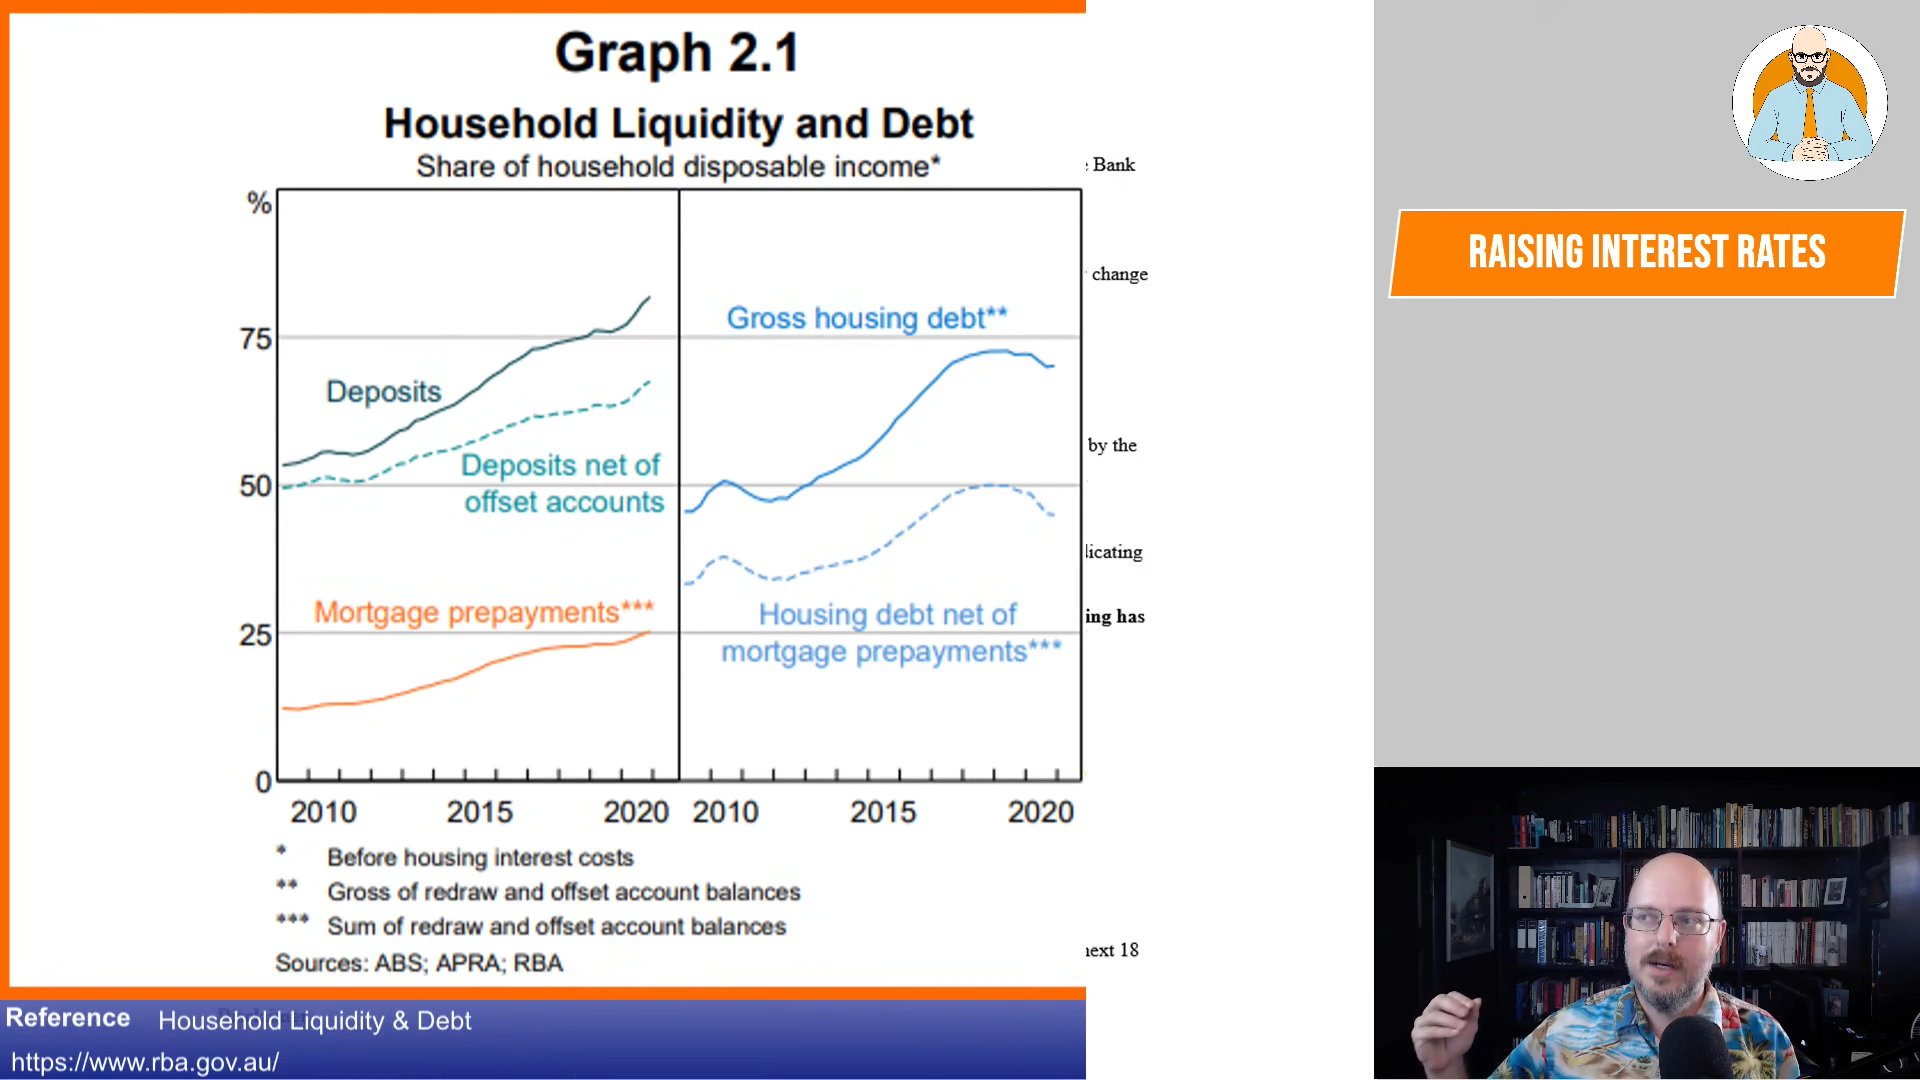 Graph 2.1
Household Liquidity and Debt
Share of household disposable income*
%
75
50
25
0
Deposits
Deposits net of
offset accounts
Mortgage prepayments***
Gross housing debt**
Housing debt net of
mortgage prepayments***
2010 2015 2020 2010 2015 2020
* Before housing interest costs
** Gross of redraw and offset account balances
*** Sum of redraw and offset account balances
Sources: ABS; APRA; RBA
Reference Household Liquidity & Debt
https://www.rba.gov.au/
Bank
change
by the
ing has
18
RAISING INTEREST RATES